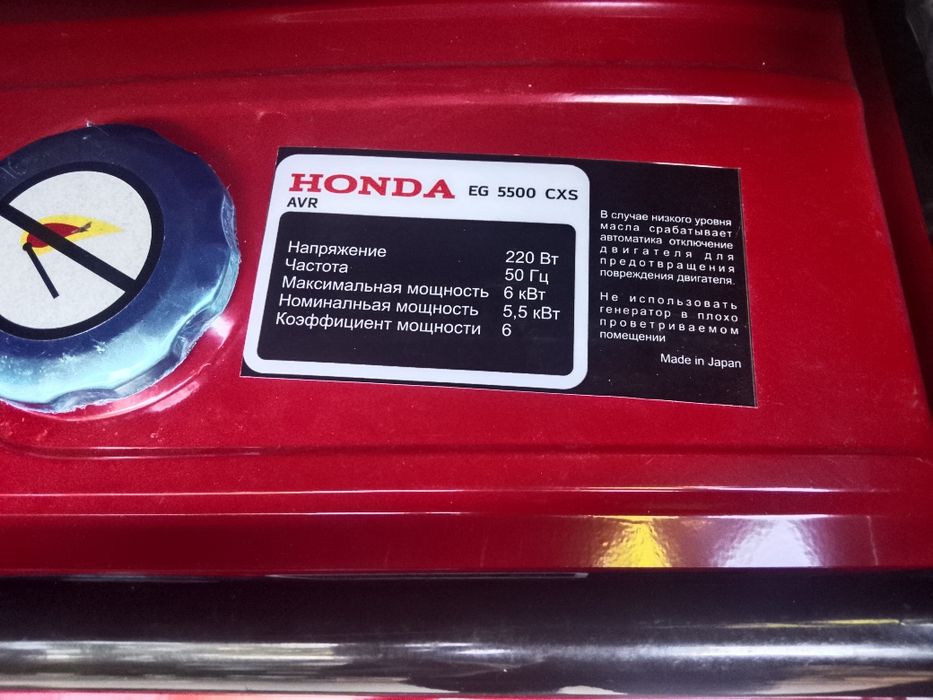 HONDA EG 5500 CXS
AVR
Напряжение 220 Вт
Частота 50 Гц
Максимальная мощность 6 кВт
Номиналньая мощность 5,5 кВт
Коэффициент мощности 6
В случае низкого уровня
масла срабатывает
автоматика отключение
двигателя для
предотвращения
повреждения двигателя.
Не использовать
генератор в плохо
проветриваемом
помещении
Made in Japan